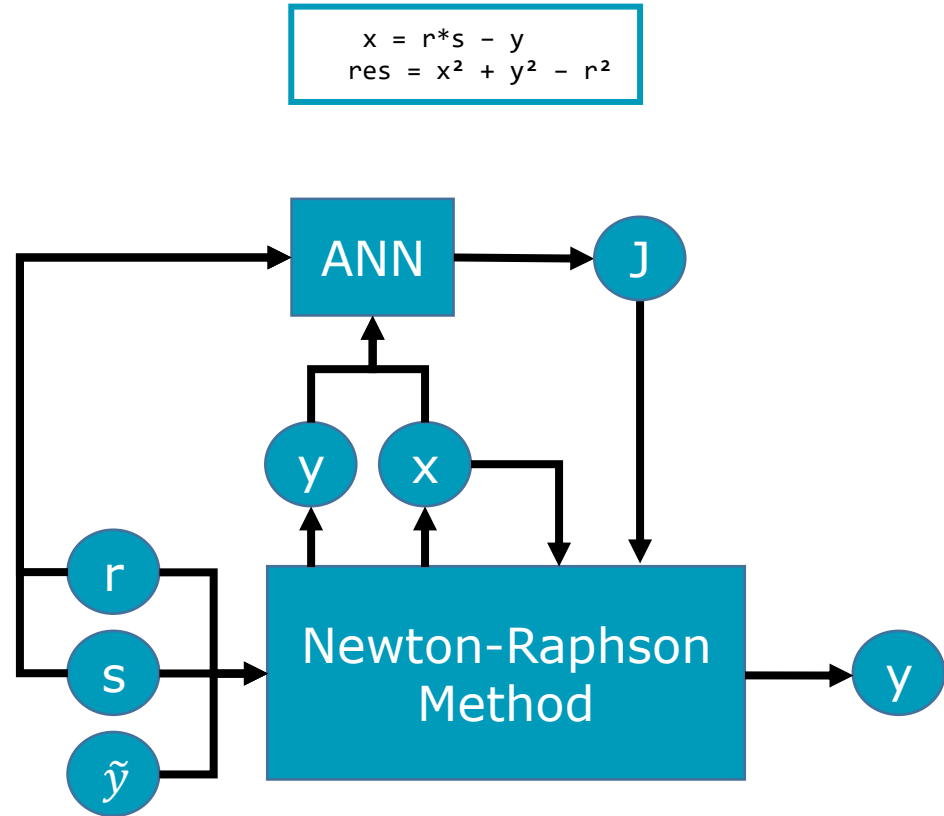 x = r*s – y
res = x² + y² – r²
ANN
J
y
x
r
s
ỹ
Newton-Raphson
Method
y